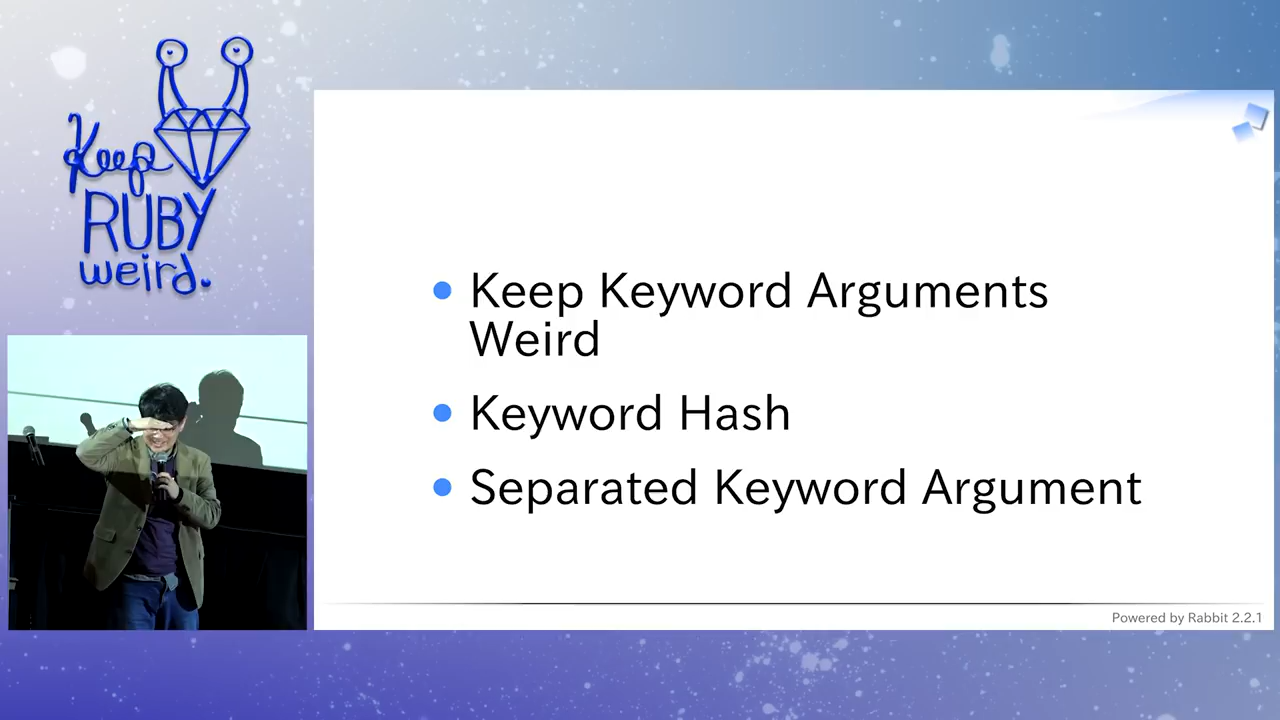 Keep
RUBY
weird.
Keep Keyword Arguments
Weird
Keyword Hash
Separated Keyword Argument
Powered by Rabbit 2.2.1